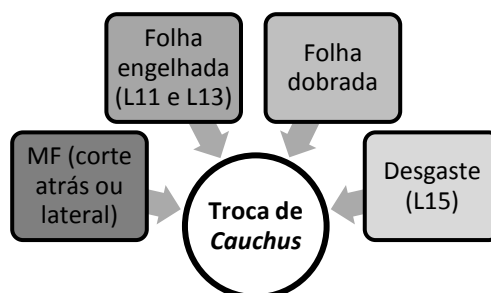 Folha
engelhada
(L11 e L13)
Folha
dobrada
MF (corte
atrás ou
lateral)
Desgaste
(L15)
Troca de
Cauchus